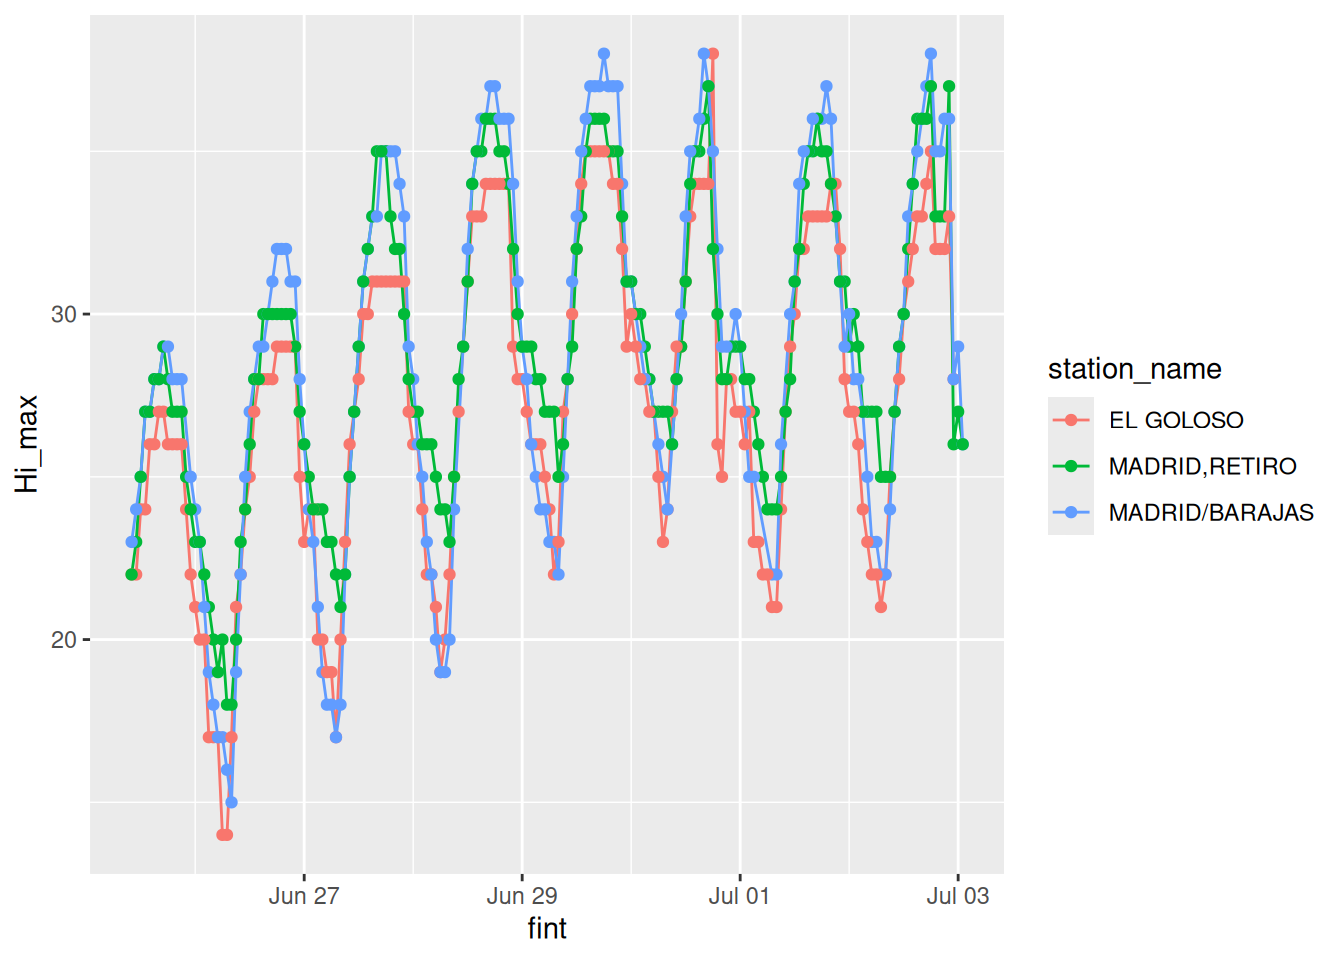 Hi_max
30
20
Jun 27
Jun 29
Jul 01
Jul 03
fint
station_name
EL GOLOSO
MADRID,RETIRO
MADRID/BARAJAS